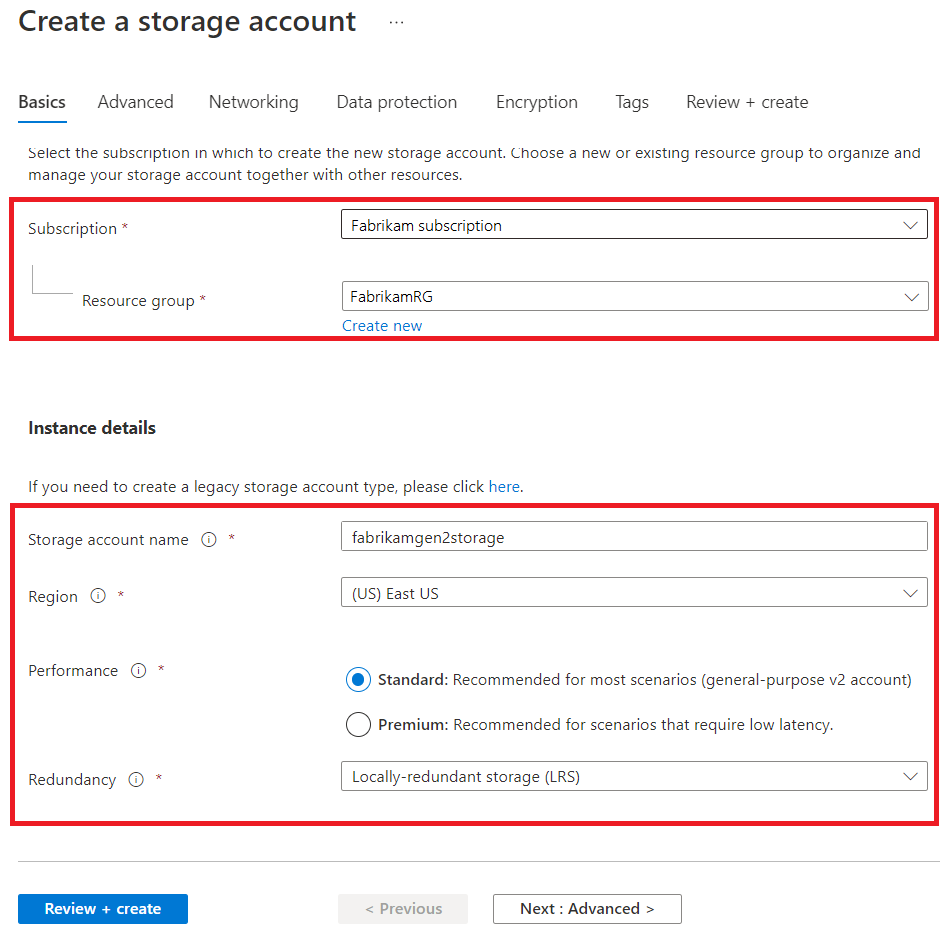 Create a storage account ...
Basics Advanced Networking Data protection Encryption Tags Review + create
Select the subscription in which to create the new storage account. Choose a new or existing resource group to organize and
manage your storage account together with other resources.
Subscription * Fabrikam subscription
Resource group * FabrikamRG
Create new
Instance details
If you need to create a legacy storage account type, please click here.
Storage account name * fabrikamgen2storage
Region * (US) East US
Performance * Standard: Recommended for most scenarios (general-purpose v2 account)
Premium: Recommended for scenarios that require low latency.
Redundancy * Locally-redundant storage (LRS)
Review + create < Previous Next : Advanced >